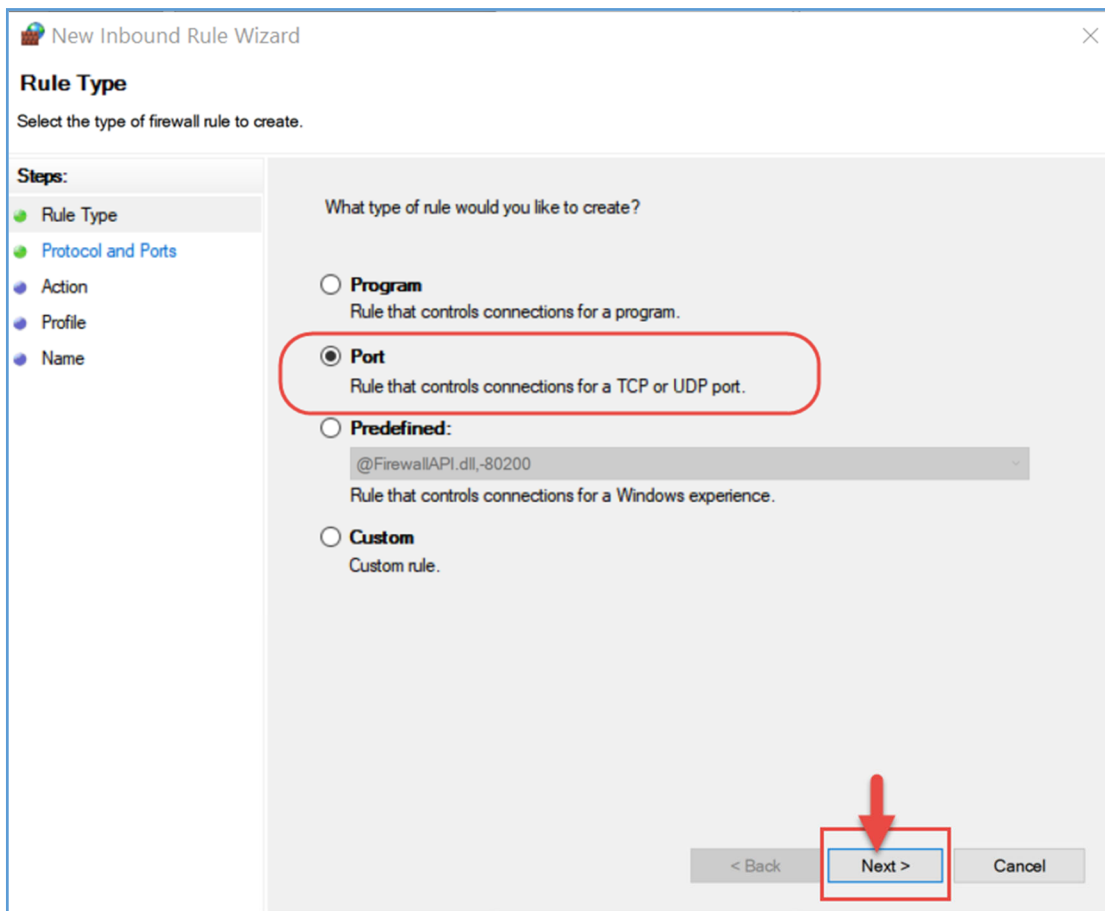 New Inbound Rule Wizard
Rule Type
Select the type of firewall rule to create.
Steps:
Rule Type
Protocol and Ports
Action
Profile
Name
What type of rule would you like to create?
Program
Rule that controls connections for a program.
Port
Rule that controls connections for a TCP or UDP port.
Predefined:
@FirewallAPI.dll,-80200
Rule that controls connections for a Windows experience.
Custom
Custom rule.
< Back Next > Cancel